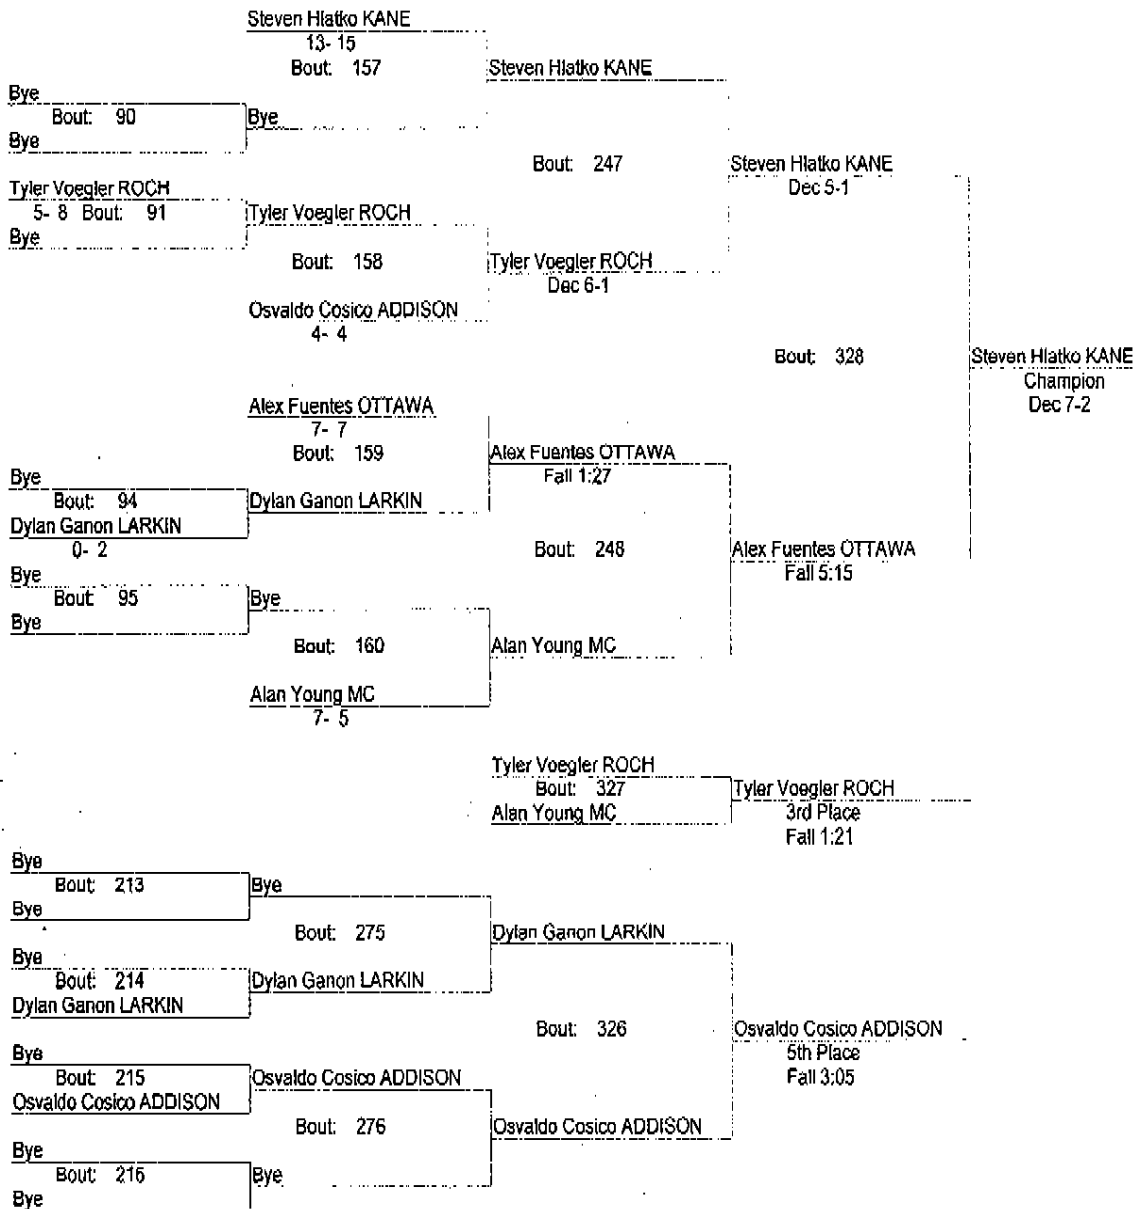 Steven Hlatko KANE
13- 15
Bout: 157
Steven Hlatko KANE
Bye
Bout: 90
Bye
Bye
Bout: 247
Steven Hlatko KANE
Dec 5-1
Tyler Voegler ROCH
5- 8 Bout: 91
Tyler Voegler ROCH
Bye
Bout: 158
Tyler Voegler ROCH
Dec 6-1
Osvaldo Cosico ADDISON
4- 4
Bout: 328
Steven Hlatko KANE
Champion
Dec 7-2
Alex Fuentes OTTAWA
7- 7
Bout: 159
Alex Fuentes OTTAWA
Fall 1:27
Bye
Bout: 94
Dylan Ganon LARKIN
Dylan Ganon LARKIN
0- 2
Bout: 248
Alex Fuentes OTTAWA
Fall 5:15
Bye
Bout: 95
Bye
Bye
Bout: 160
Alan Young MC
Alan Young MC
7- 5
Tyler Voegler ROCH
Bout: 327
Tyler Voegler ROCH
Alan Young MC
3rd Place
Fall 1:21
Bye
Bout: 213
Bye
Bye
Bout: 275
Dylan Ganon LARKIN
Bye
Bout: 214
Dylan Ganon LARKIN
Dylan Ganon LARKIN
Bout: 326
Osvaldo Cosico ADDISON
5th Place
Fall 3:05
Bye
Bout: 215
Osvaldo Cosico ADDISON
Osvaldo Cosico ADDISON
Bout: 276
Osvaldo Cosico ADDISON
Bye
Bout: 216
Bye
Bye